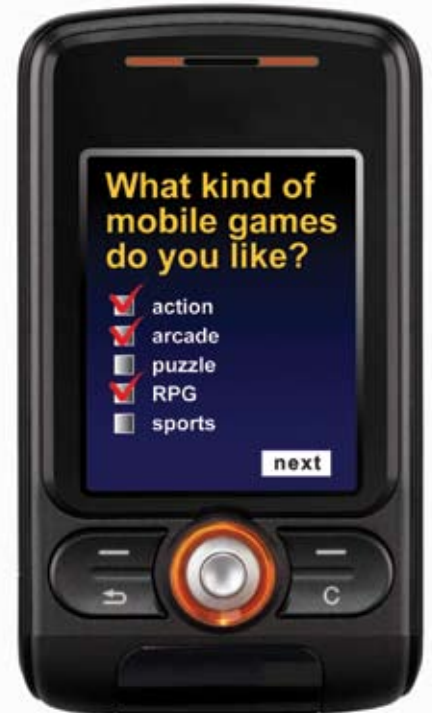 What kind of
mobile games
do you like?
action
arcade
puzzle
RPG
sports
next
C